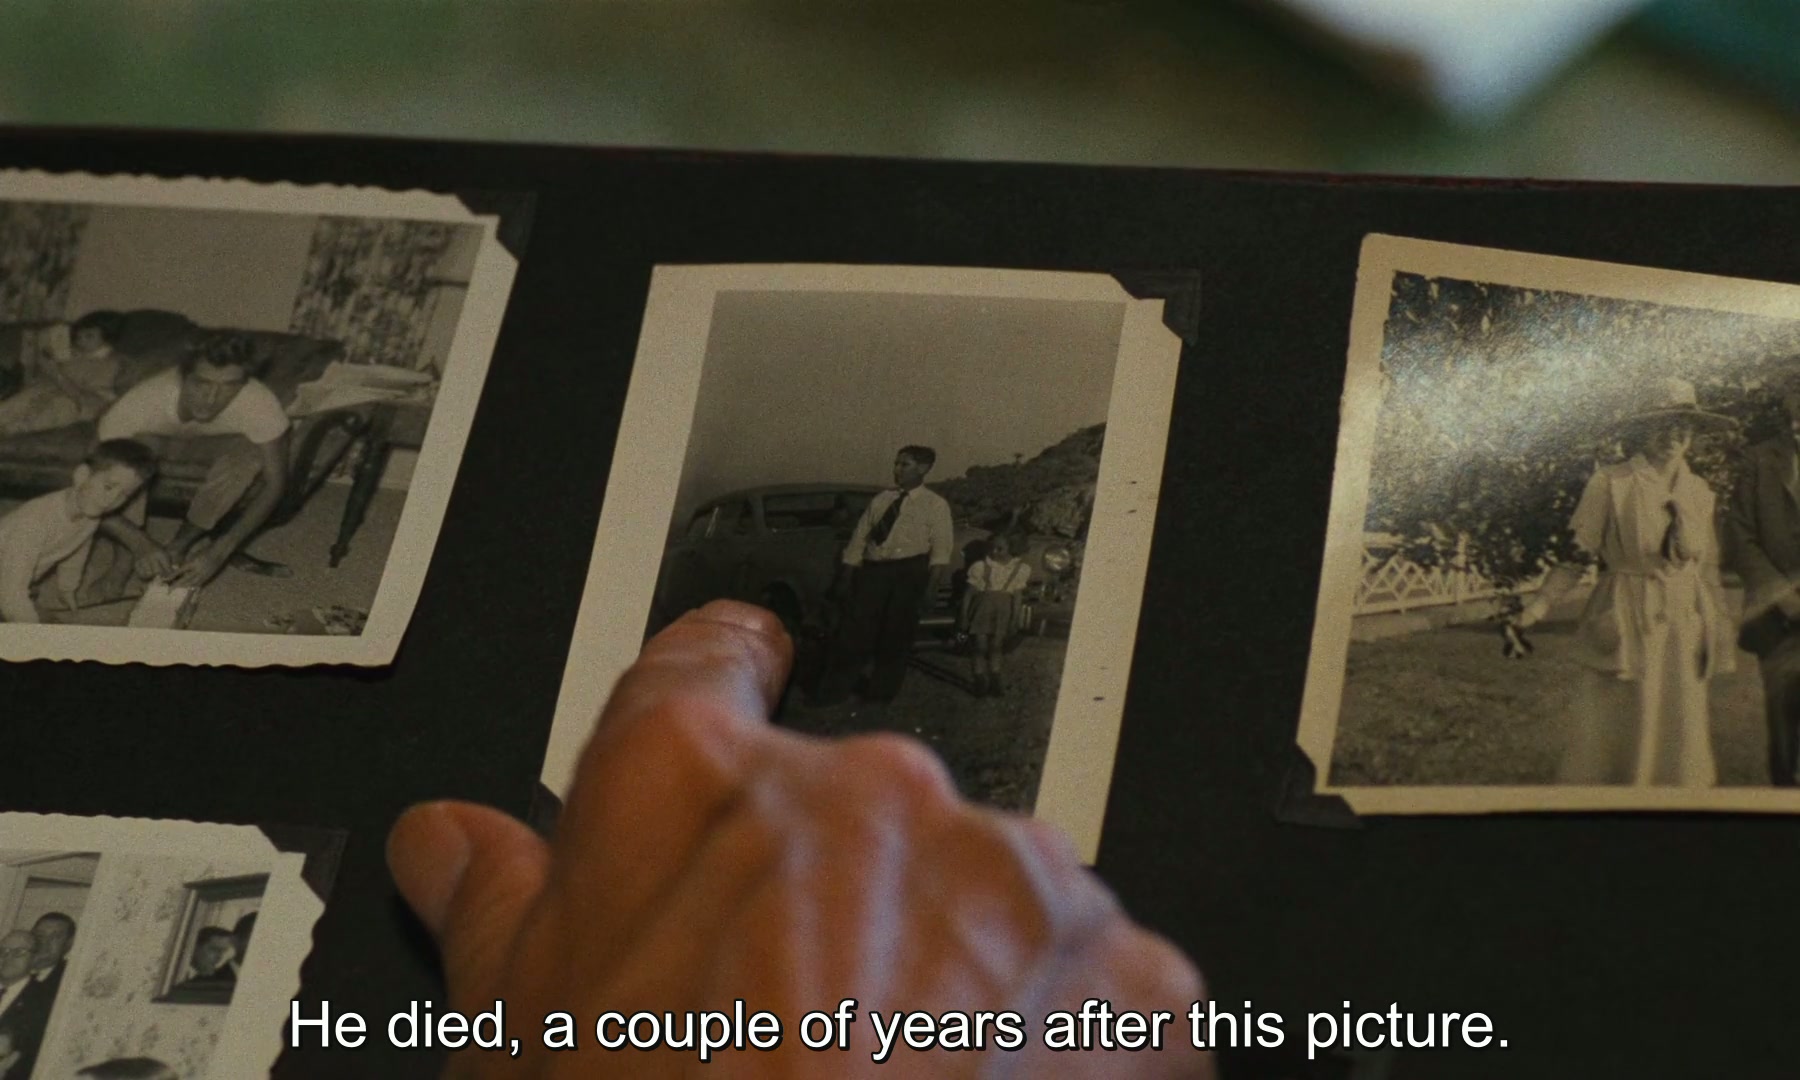 He died, a couple of years after this picture.